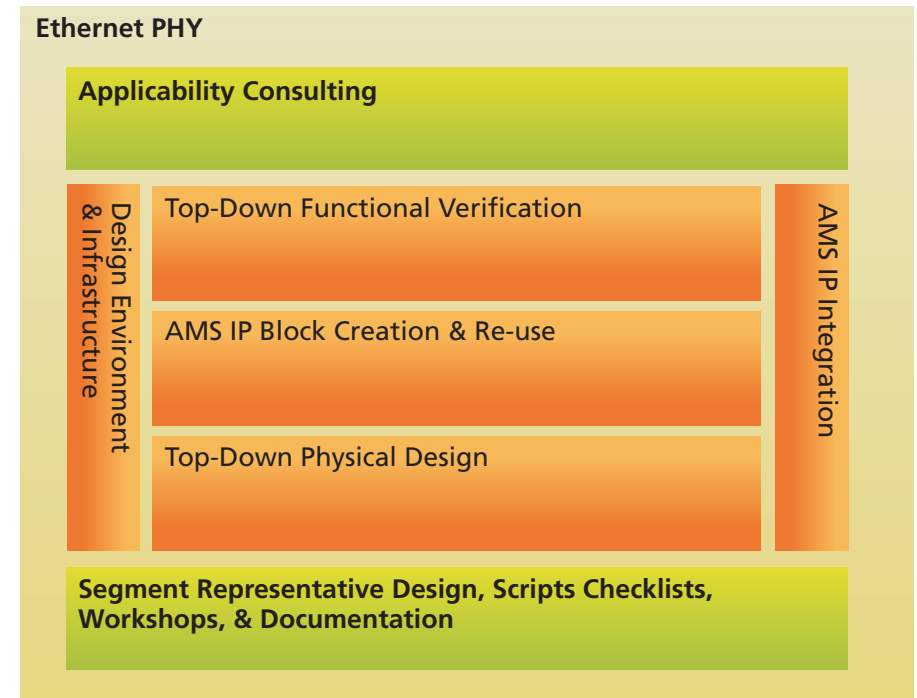 Ethernet PHY
Applicability Consulting
Design Environment
& Infrastructure
Top-Down Functional Verification
AMS IP Block Creation & Re-use
Top-Down Physical Design
AMS IP Integration
Segment Representative Design, Scripts Checklists,
Workshops, & Documentation